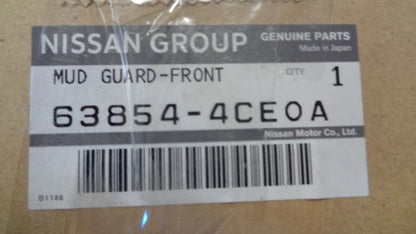 NISSAN GROUP GENUINE PARTS
Made in Japan
MUD GUARD-FRONT QTY 1
63854-4CE0A
Nissan Motor Co., Ltd.
B1186